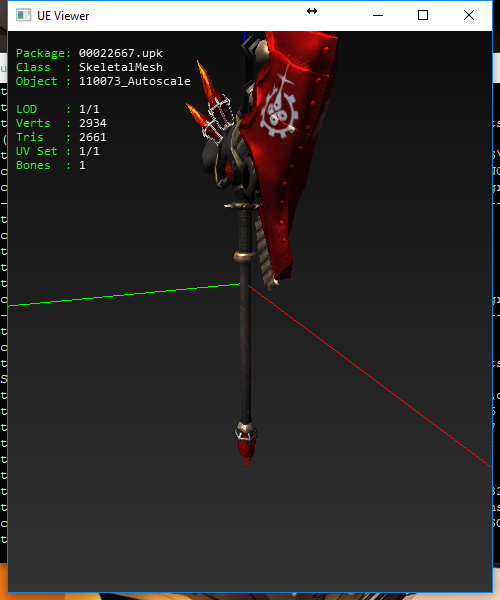 UE Viewer
Package: 00022667.upk
Class  : SkeletalMesh
Object : 110073_Autoscale
LOD    : 1/1
Verts  : 2934
Tris   : 2661
UV Set : 1/1
Bones  : 1